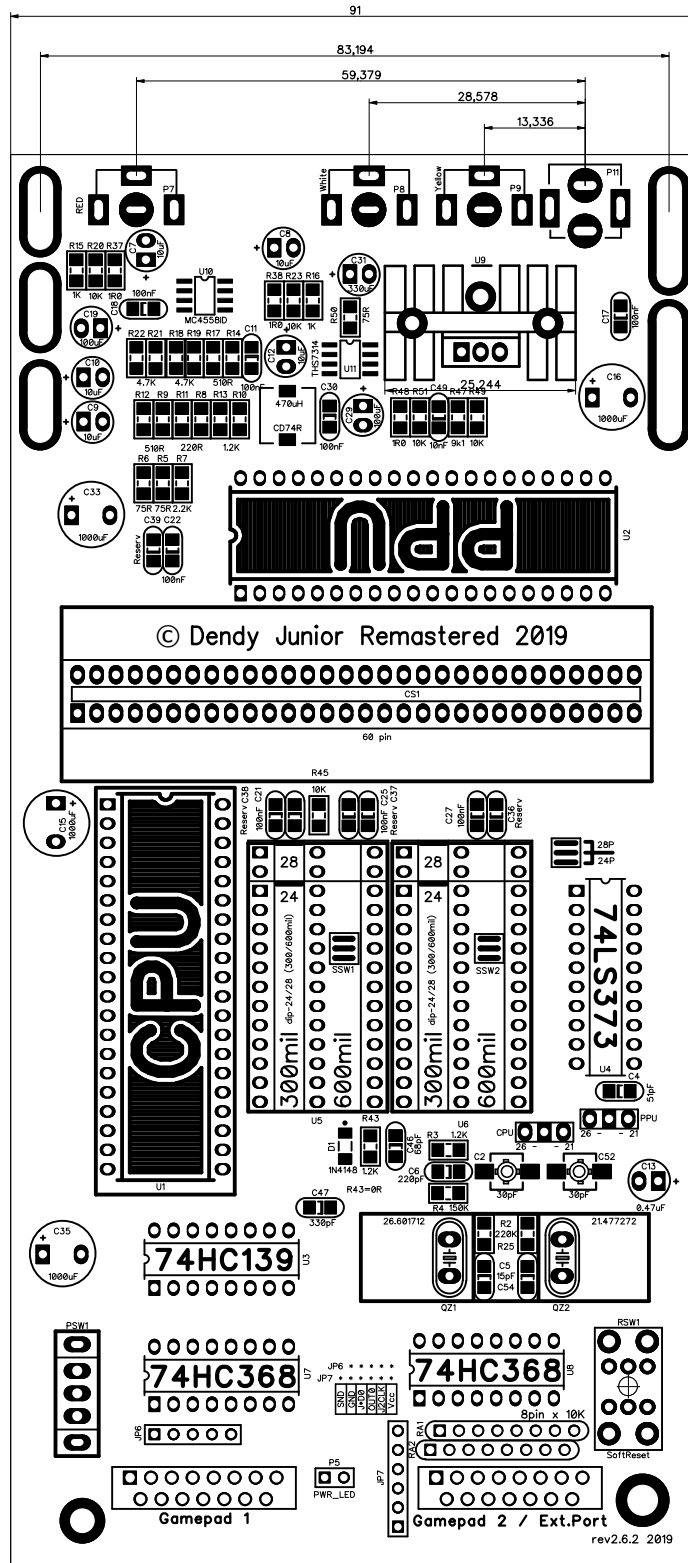 91
83,194
59,379
28,578
13,336
RED
P7
White
P8
Yellow
P9
P11
R15 R20 R37
1K 10K 1R0
C7
10uF
C18
100nF
U10
MC4558ID
C8
10uF
R38 R23 R16
1R0 10K 1K
C31
330uF
R50
75R
U9
C17
100nF
C19
100uF
R22 R21 R18 R19 R17 R14 C11
4.7K 4.7K 510R
100nF
C12
10uF
THS7314
U11
25,244
C10
10uF
C16
1000uF
C9
10uF
R12 R9 R11 R8 R13 R10
510R 220R 1.2K
470uH
CD74R
C30
100nF
C29
100uF
R48 R51 C49 R47 R49
1R0 10K 10nF 9k1 10K
R6 R5 R7
75R 75R 2.2K
C33
1000uF
C39 C22
Reserv
100nF
PPU
U2
© Dendy Junior Remastered 2019
CS1
60 pin
R45
10K
C15
1000uF
Reserv C38
100nF C21
100nF C25
Reserv C37
C27
100nF
C36
Reserv
28P
24P
28
28
24
24
dip-24/28 (300/600mil)
dip-24/28 (300/600mil)
SSW1
SSW2
300mil
600mil
300mil
600mil
CPU
74LS373
U4
C4
51pF
U5
U6
PPU
26 - - 21
CPU
26 - - 21
D1
1N4148
R43
1.2K
R43=0R
C46
68pF
R3 1.2K
C6
220pF
R4 150K
C2
30pF
C52
30pF
C13
0.47uF
U1
C47
330pF
C35
1000uF
74HC139
U3
26.601712
21.477272
R2
220K
R25
C5
15pF
C54
QZ1
QZ2
PSW1
74HC368
U7
JP6
JP7
SND
GND
J*D0
OUT0
J2CLK
Vcc
74HC368
U8
RSW1
SoftReset
JP6
8pin x 10K
RA1
RA2
JP7
P5
PWR_LED
Gamepad 1
Gamepad 2 / Ext.Port
rev2.6.2 2019